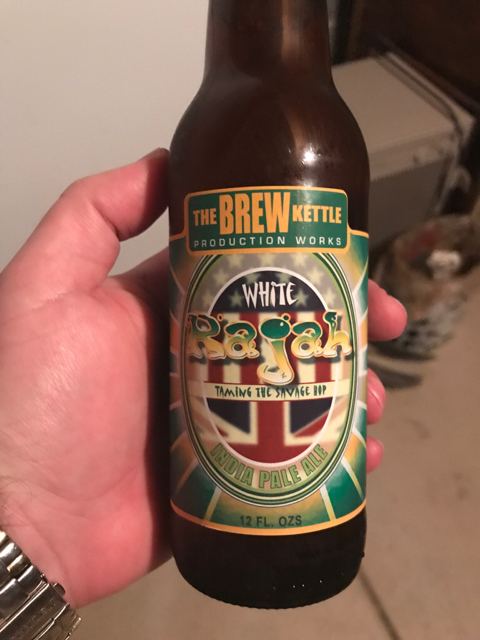 THE BREW KETTLE
PRODUCTION WORKS
WHITE
Rajah
TAMING THE SAVAGE HOP
INDIA PALE ALE
12 FL. OZS